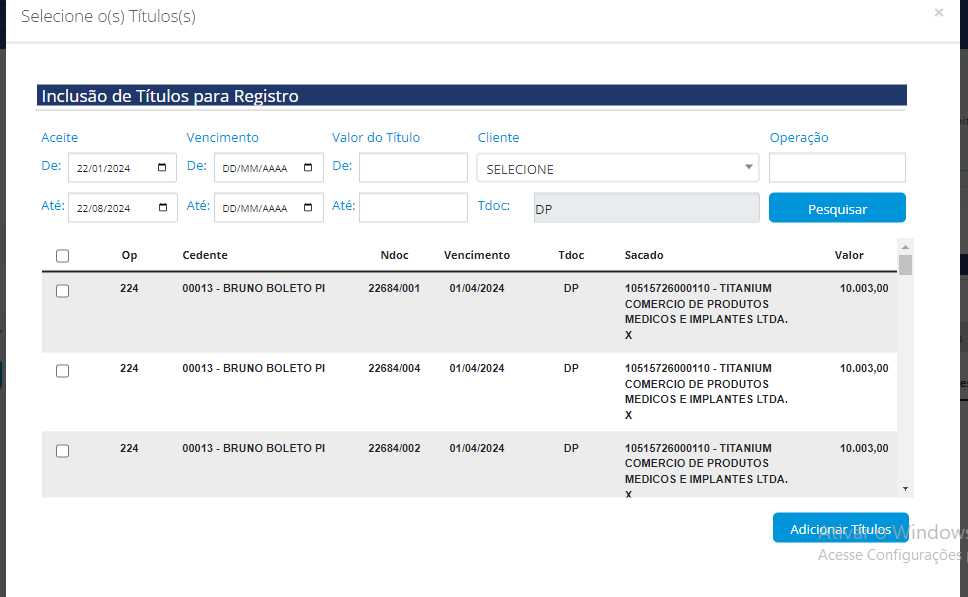 Selecione o(s) Títulos(s)
×
Inclusão de Títulos para Registro
Aceite Vencimento Valor do Título Cliente Operação
De: 22/01/2024 De: DD/MM/AAAA De: SELECIONE
Até: 22/08/2024 Até: DD/MM/AAAA Até: Tdoc: DP Pesquisar
Op Cedente Ndoc Vencimento Tdoc Sacado Valor
224 00013 - BRUNO BOLETO PI 22684/001 01/04/2024 DP 10515726000110 - TITANIUM 10.003,00
COMERCIO DE PRODUTOS
MEDICOS E IMPLANTES LTDA.
X
224 00013 - BRUNO BOLETO PI 22684/004 01/04/2024 DP 10515726000110 - TITANIUM 10.003,00
COMERCIO DE PRODUTOS
MEDICOS E IMPLANTES LTDA.
X
224 00013 - BRUNO BOLETO PI 22684/002 01/04/2024 DP 10515726000110 - TITANIUM 10.003,00
COMERCIO DE PRODUTOS
MEDICOS E IMPLANTES LTDA.
X
Adicionar Títulos
Ativar o Windows
Acesse Configurações